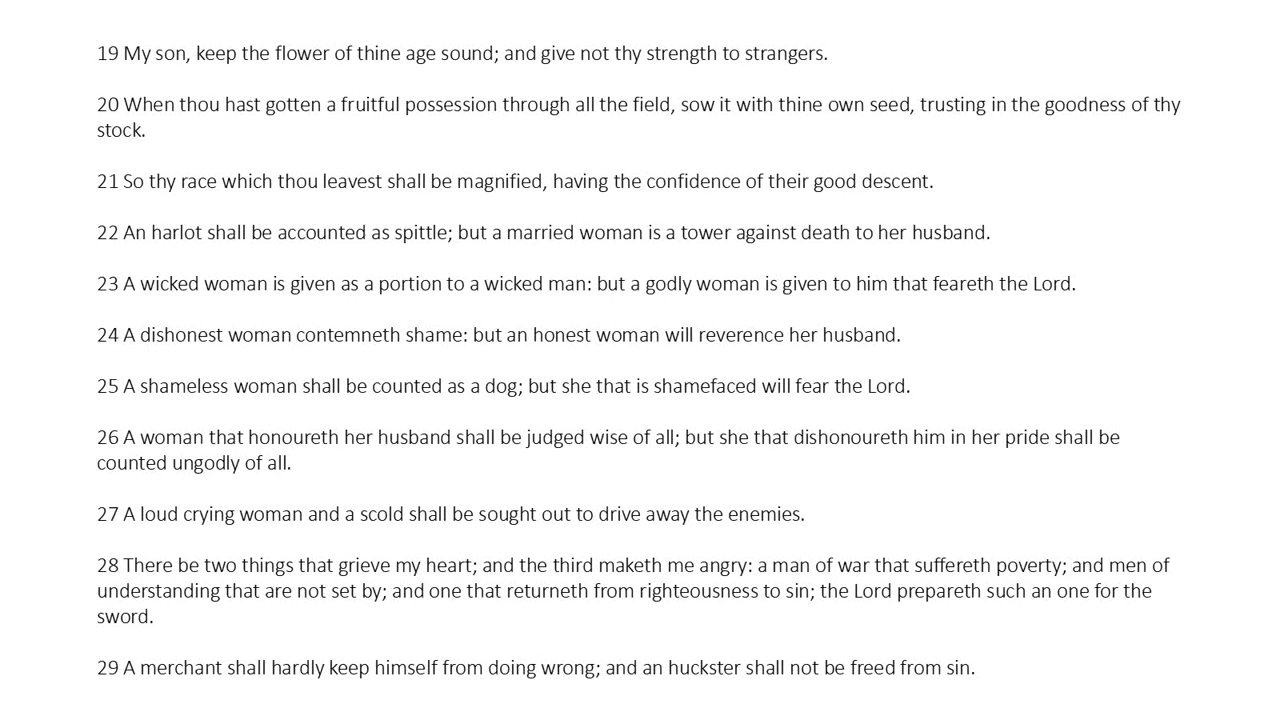 19 My son, keep the flower of thine age sound; and give not thy strength to strangers.
20 When thou hast gotten a fruitful possession through all the field, sow it with thine own seed, trusting in the goodness of thy
stock.
21 So thy race which thou leavest shall be magnified, having the confidence of their good descent.
22 An harlot shall be accounted as spittle; but a married woman is a tower against death to her husband.
23 A wicked woman is given as a portion to a wicked man: but a godly woman is given to him that feareth the Lord.
24 A dishonest woman contemneth shame: but an honest woman will reverence her husband.
25 A shameless woman shall be counted as a dog; but she that is shamefaced will fear the Lord.
26 A woman that honoureth her husband shall be judged wise of all; but she that dishonoureth him in her pride shall be
counted ungodly of all.
27 A loud crying woman and a scold shall be sought out to drive away the enemies.
28 There be two things that grieve my heart; and the third maketh me angry: a man of war that suffereth poverty; and men of
understanding that are not set by; and one that returneth from righteousness to sin; the Lord prepareth such an one for the
sword.
29 A merchant shall hardly keep himself from doing wrong; and an huckster shall not be freed from sin.